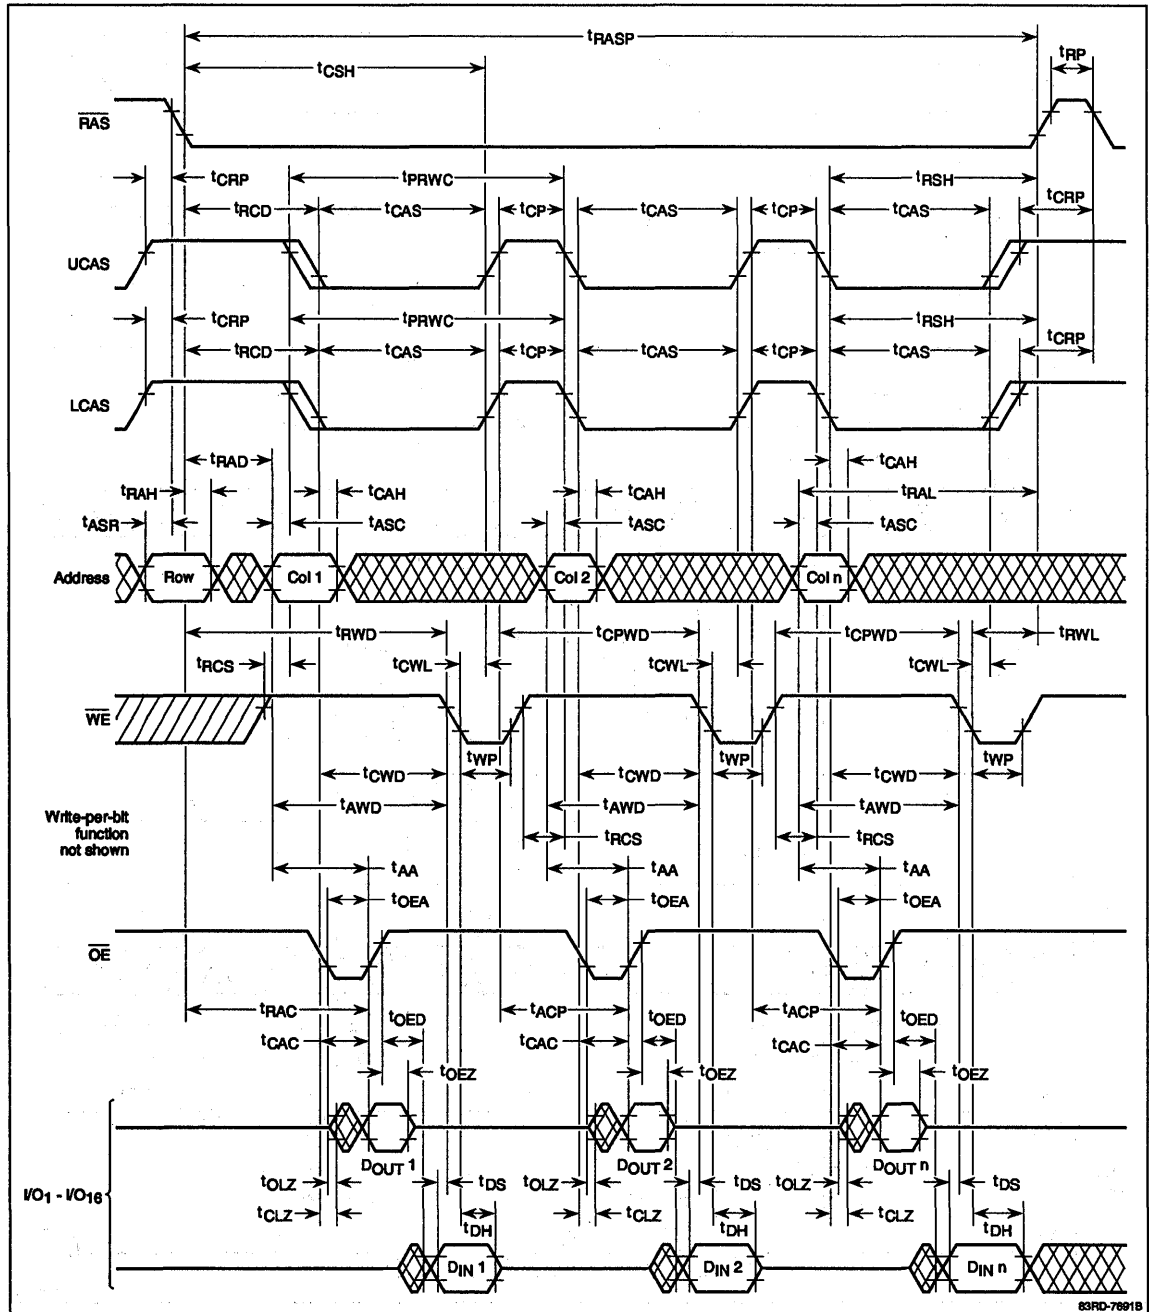 tRASP
tCSH
tRP
RAS
tCRP
tPRWC
tRSH
tRCD
tCAS
tCP
tCAS
tCP
tCAS
tCRP
UCAS
tCRP
tPRWC
tRSH
tRCD
tCAS
tCP
tCAS
tCP
tCAS
tCRP
LCAS
tRAD
tCAH
tRAH
tCAH
tCAH
tRAL
tASR
tASC
tASC
tASC
Address
Row
Col 1
Col 2
Col n
tRWD
tCPWD
tCPWD
tRWL
tRCS
tCWL
tCWL
tCWL
WE
tWP
tWP
tWP
tCWD
tCWD
tCWD
tAWD
tAWD
tAWD
Write-per-bit
function
not shown
tRCS
tRCS
tAA
tAA
tAA
tOEA
tOEA
tOEA
OE
tRAC
tACP
tACP
tOED
tOED
tOED
tCAC
tCAC
tCAC
tOEZ
tOEZ
tOEZ
DOUT 1
DOUT 2
DOUT n
I/O1 - I/O16
tOLZ
tDS
tOLZ
tDS
tOLZ
tDS
tCLZ
tCLZ
tCLZ
tDH
tDH
tDH
DIN 1
DIN 2
DIN n
83RD-7691B